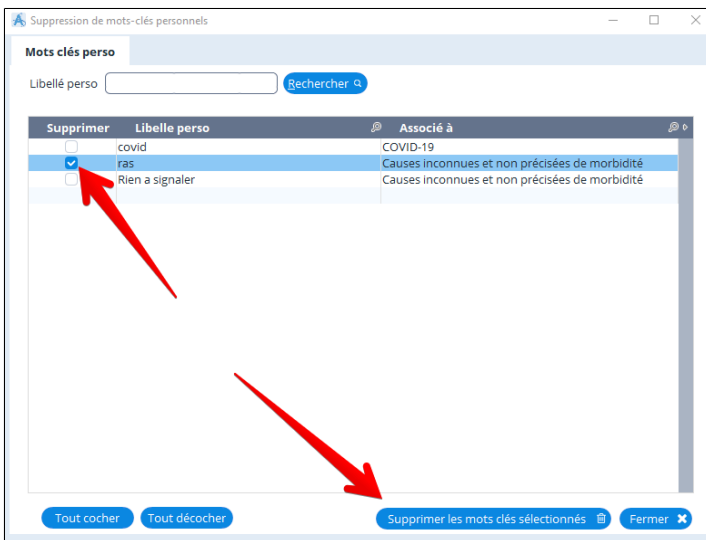 Suppression de mots-clés personnels
Mots clés perso
Libellé perso Rechercher
Supprimer Libelle perso Associé à
covid COVID-19
ras Causes inconnues et non précisées de morbidité
Rien a signaler Causes inconnues et non précisées de morbidité
Tout cocher Tout décocher Supprimer les mots clés sélectionnés Fermer